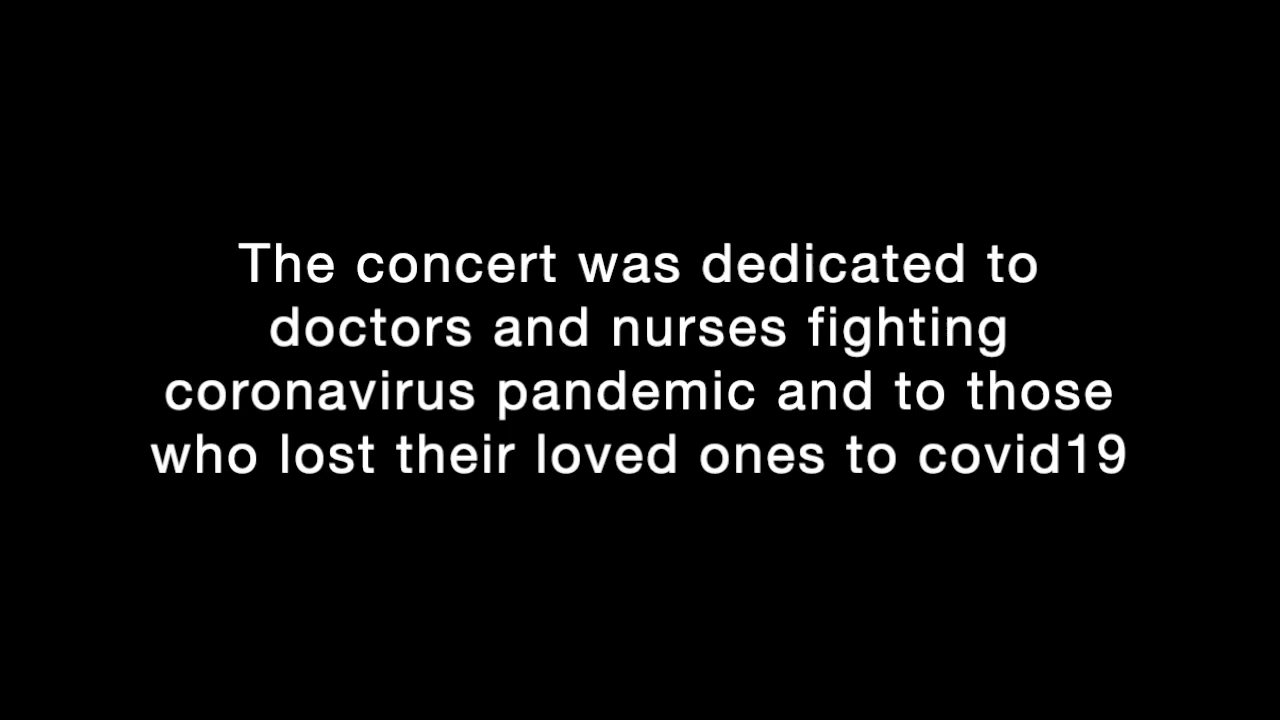 The concert was dedicated to
doctors and nurses fighting
coronavirus pandemic and to those
who lost their loved ones to covid19